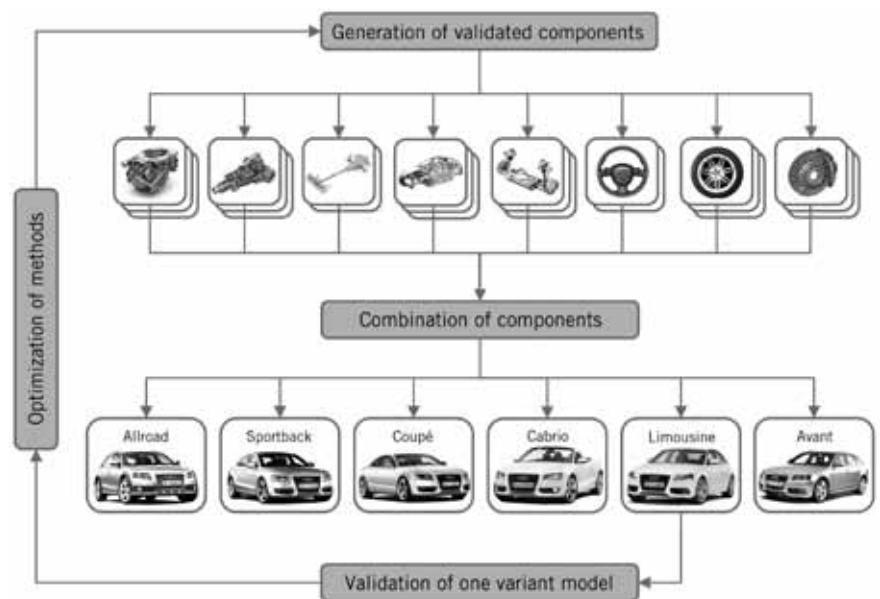 Generation of validated components
Optimization of methods
Combination of components
Allroad
Sportback
Coupé
Cabrio
Limousine
Avant
Validation of one variant model